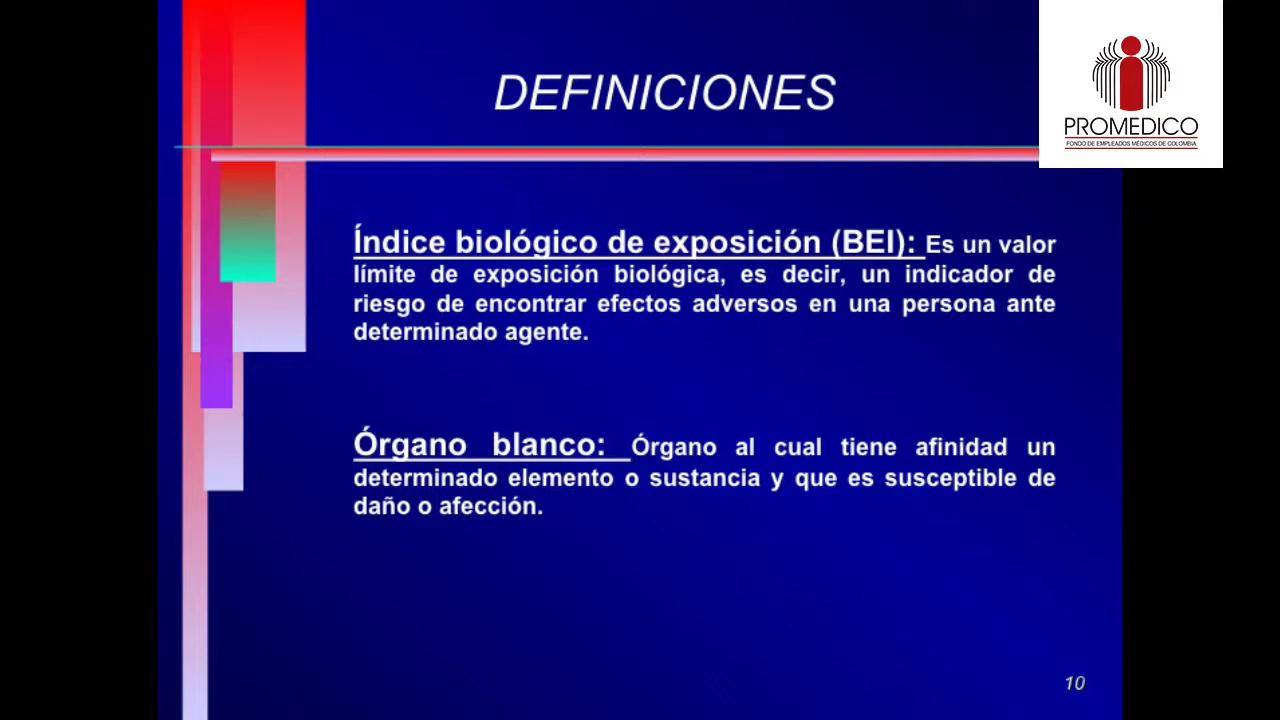 DEFINICIONES
PROMEDICO
FONDO DE EMPLEADOS MÉDICOS DE COLOMBIA
Índice biológico de exposición (BEI): Es un valor
límite de exposición biológica, es decir, un indicador de
riesgo de encontrar efectos adversos en una persona ante
determinado agente.
Órgano blanco: Órgano al cual tiene afinidad un
determinado elemento o sustancia y que es susceptible de
daño o afección.
10